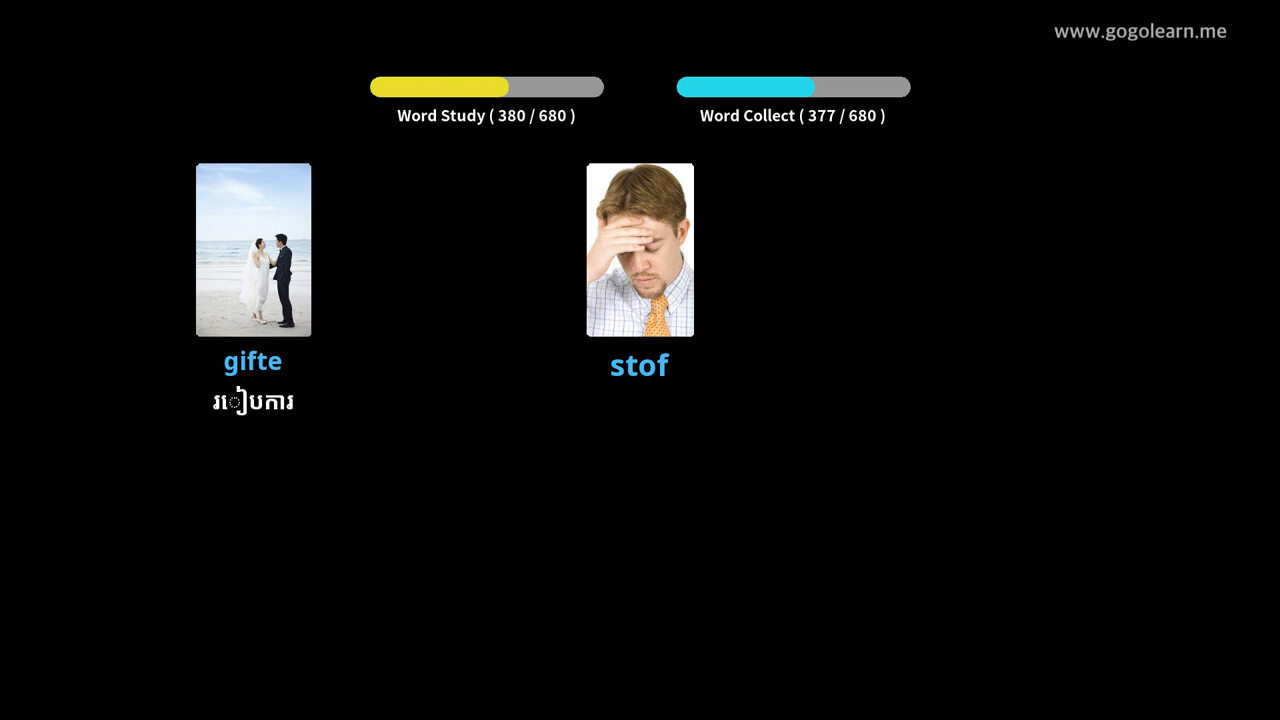 www.gogolearn.me
Word Study ( 380 / 680 )
Word Collect ( 377 / 680 )
gifte
stof
រៀបការ